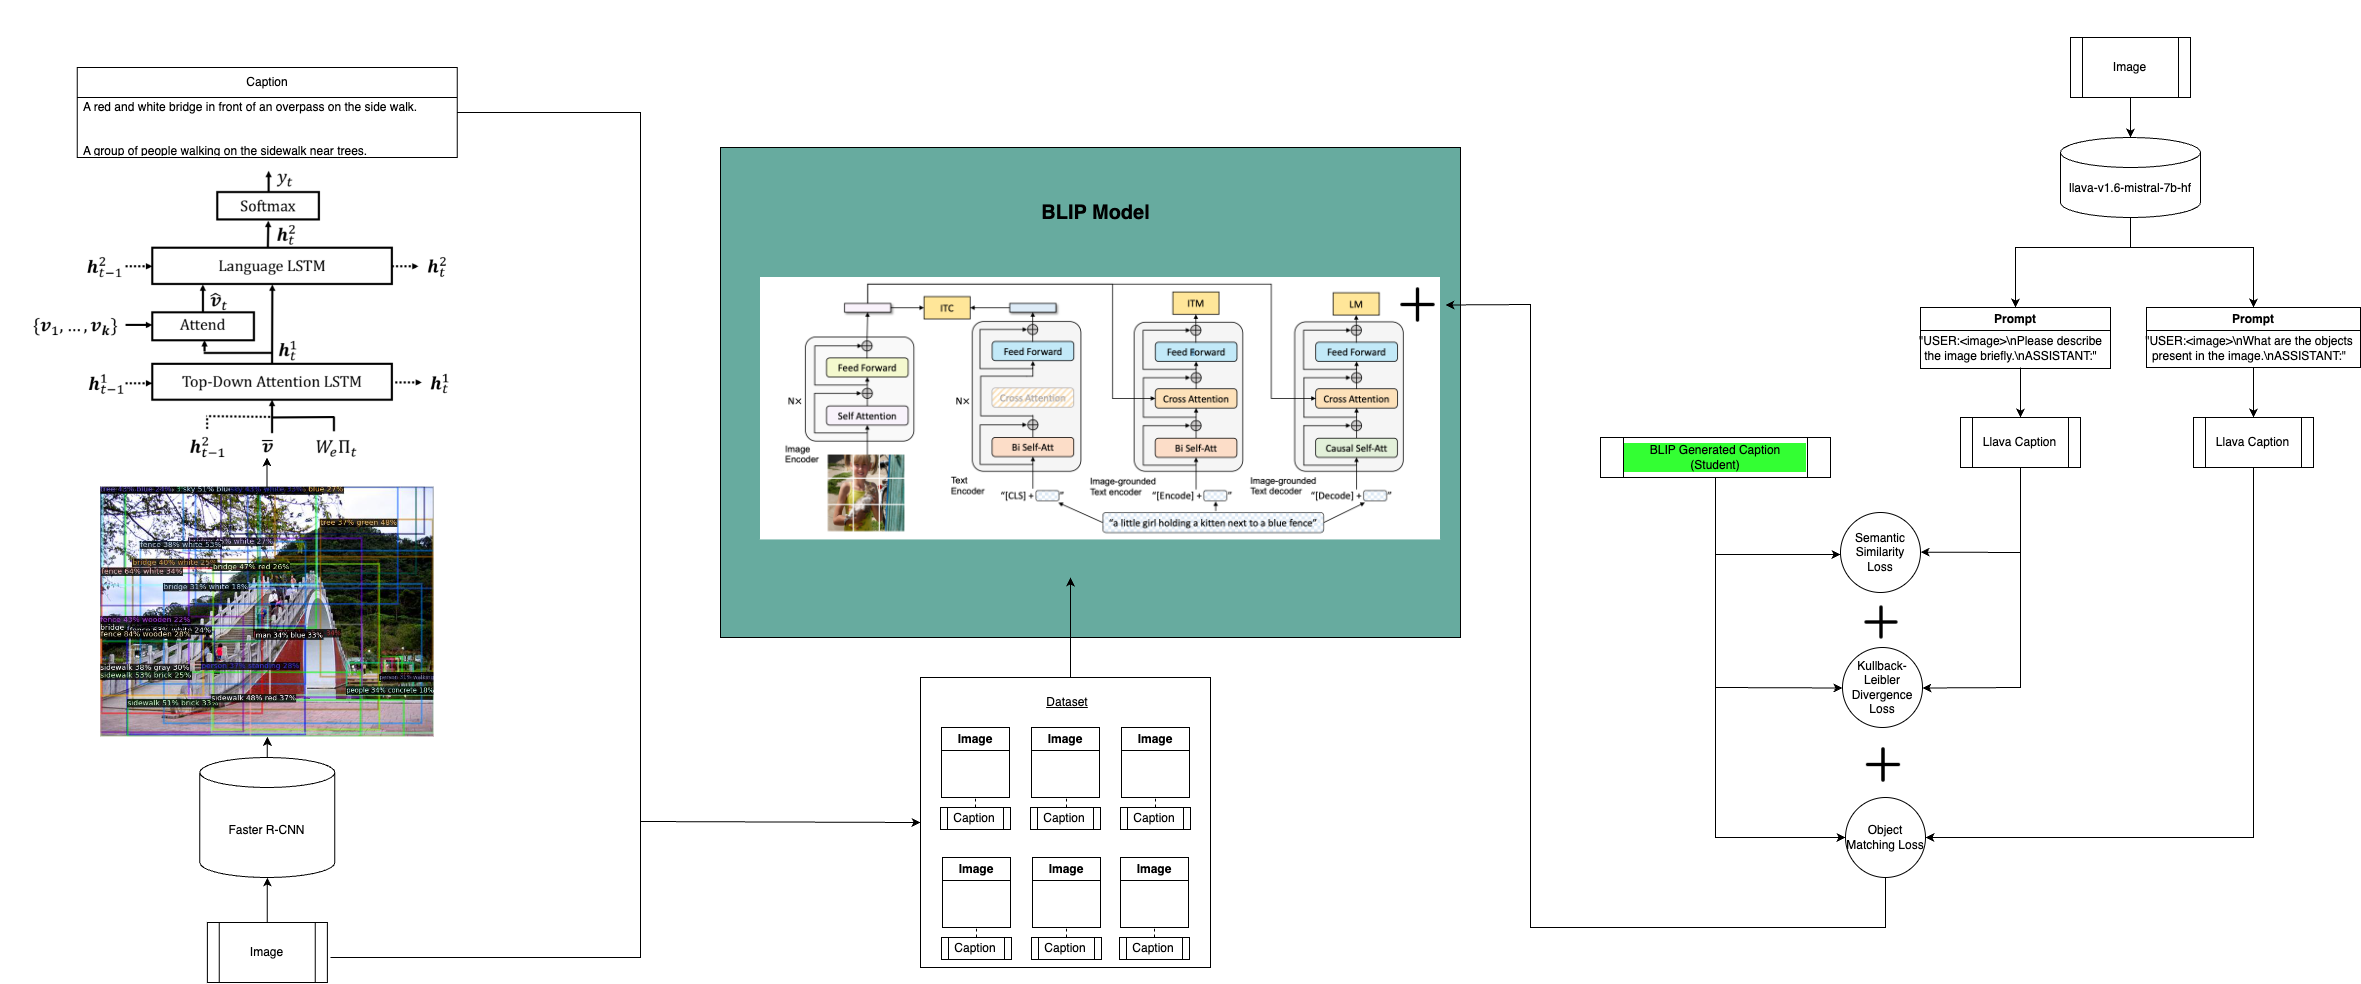 Caption
A red and white bridge in front of an overpass on the side walk.
A group of people walking on the sidewalk near trees.
y_t
Softmax
h_t^2
h_{t-1}^2
Language LSTM
h_t^2
v̂_t
{v_1, …, v_k}
Attend
h_t^1
h_{t-1}^1
Top-Down Attention LSTM
h_t^1
h_{t-1}^2
v̄
W_eΠ_t
tree 37% green 48%
fence 38% white 53%
bridge 40% white 25%
fence 64% white 34%
bridge 47% red 26%
bridge 31% white 18%
fence 43% wooden 22%
fence 84% wooden 28%
man 34% blue 33%
sidewalk 38% gray 30%
sidewalk 53% brick 25%
people 34% concrete 18%
sidewalk 48% red 37%
sidewalk 51% brick 33%
Faster R-CNN
Image
BLIP Model
ITC
ITM
LM
Feed Forward
Feed Forward
Feed Forward
Feed Forward
N×
N×
Cross Attention
Cross Attention
Cross Attention
Self Attention
Bi Self-Att
Bi Self-Att
Causal Self-Att
Image
Encoder
Text
Encoder
"[CLS] + "
Image-grounded
Text encoder
"[Encode] + "
Image-grounded
Text decoder
"[Decode] + "
"a little girl holding a kitten next to a blue fence"
Dataset
Image
Image
Image
Caption
Caption
Caption
Image
Image
Image
Caption
Caption
Caption
Image
llava-v1.6-mistral-7b-hf
Prompt
"USER:<image>\nPlease describe
the image briefly.\nASSISTANT:"
Prompt
"USER:<image>\nWhat are the objects
present in the image.\nASSISTANT:"
Llava Caption
Llava Caption
BLIP Generated Caption
(Student)
Semantic
Similarity
Loss
Kullback-
Leibler
Divergence
Loss
Object
Matching Loss